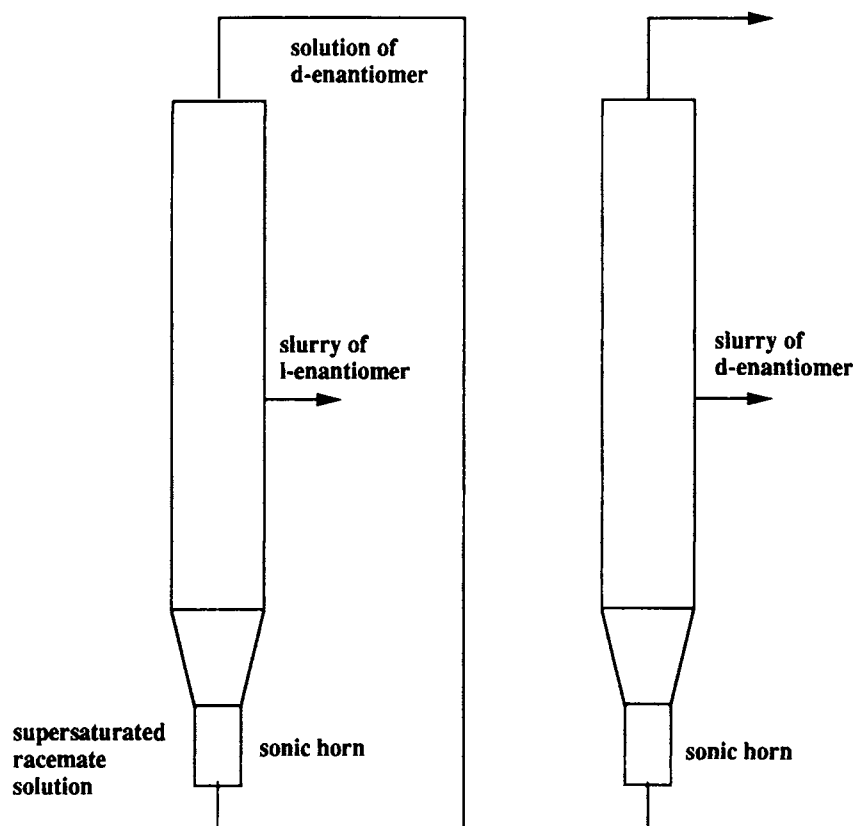 solution of
d-enantiomer
slurry of
l-enantiomer
slurry of
d-enantiomer
supersaturated
racemate
solution
sonic horn
sonic horn